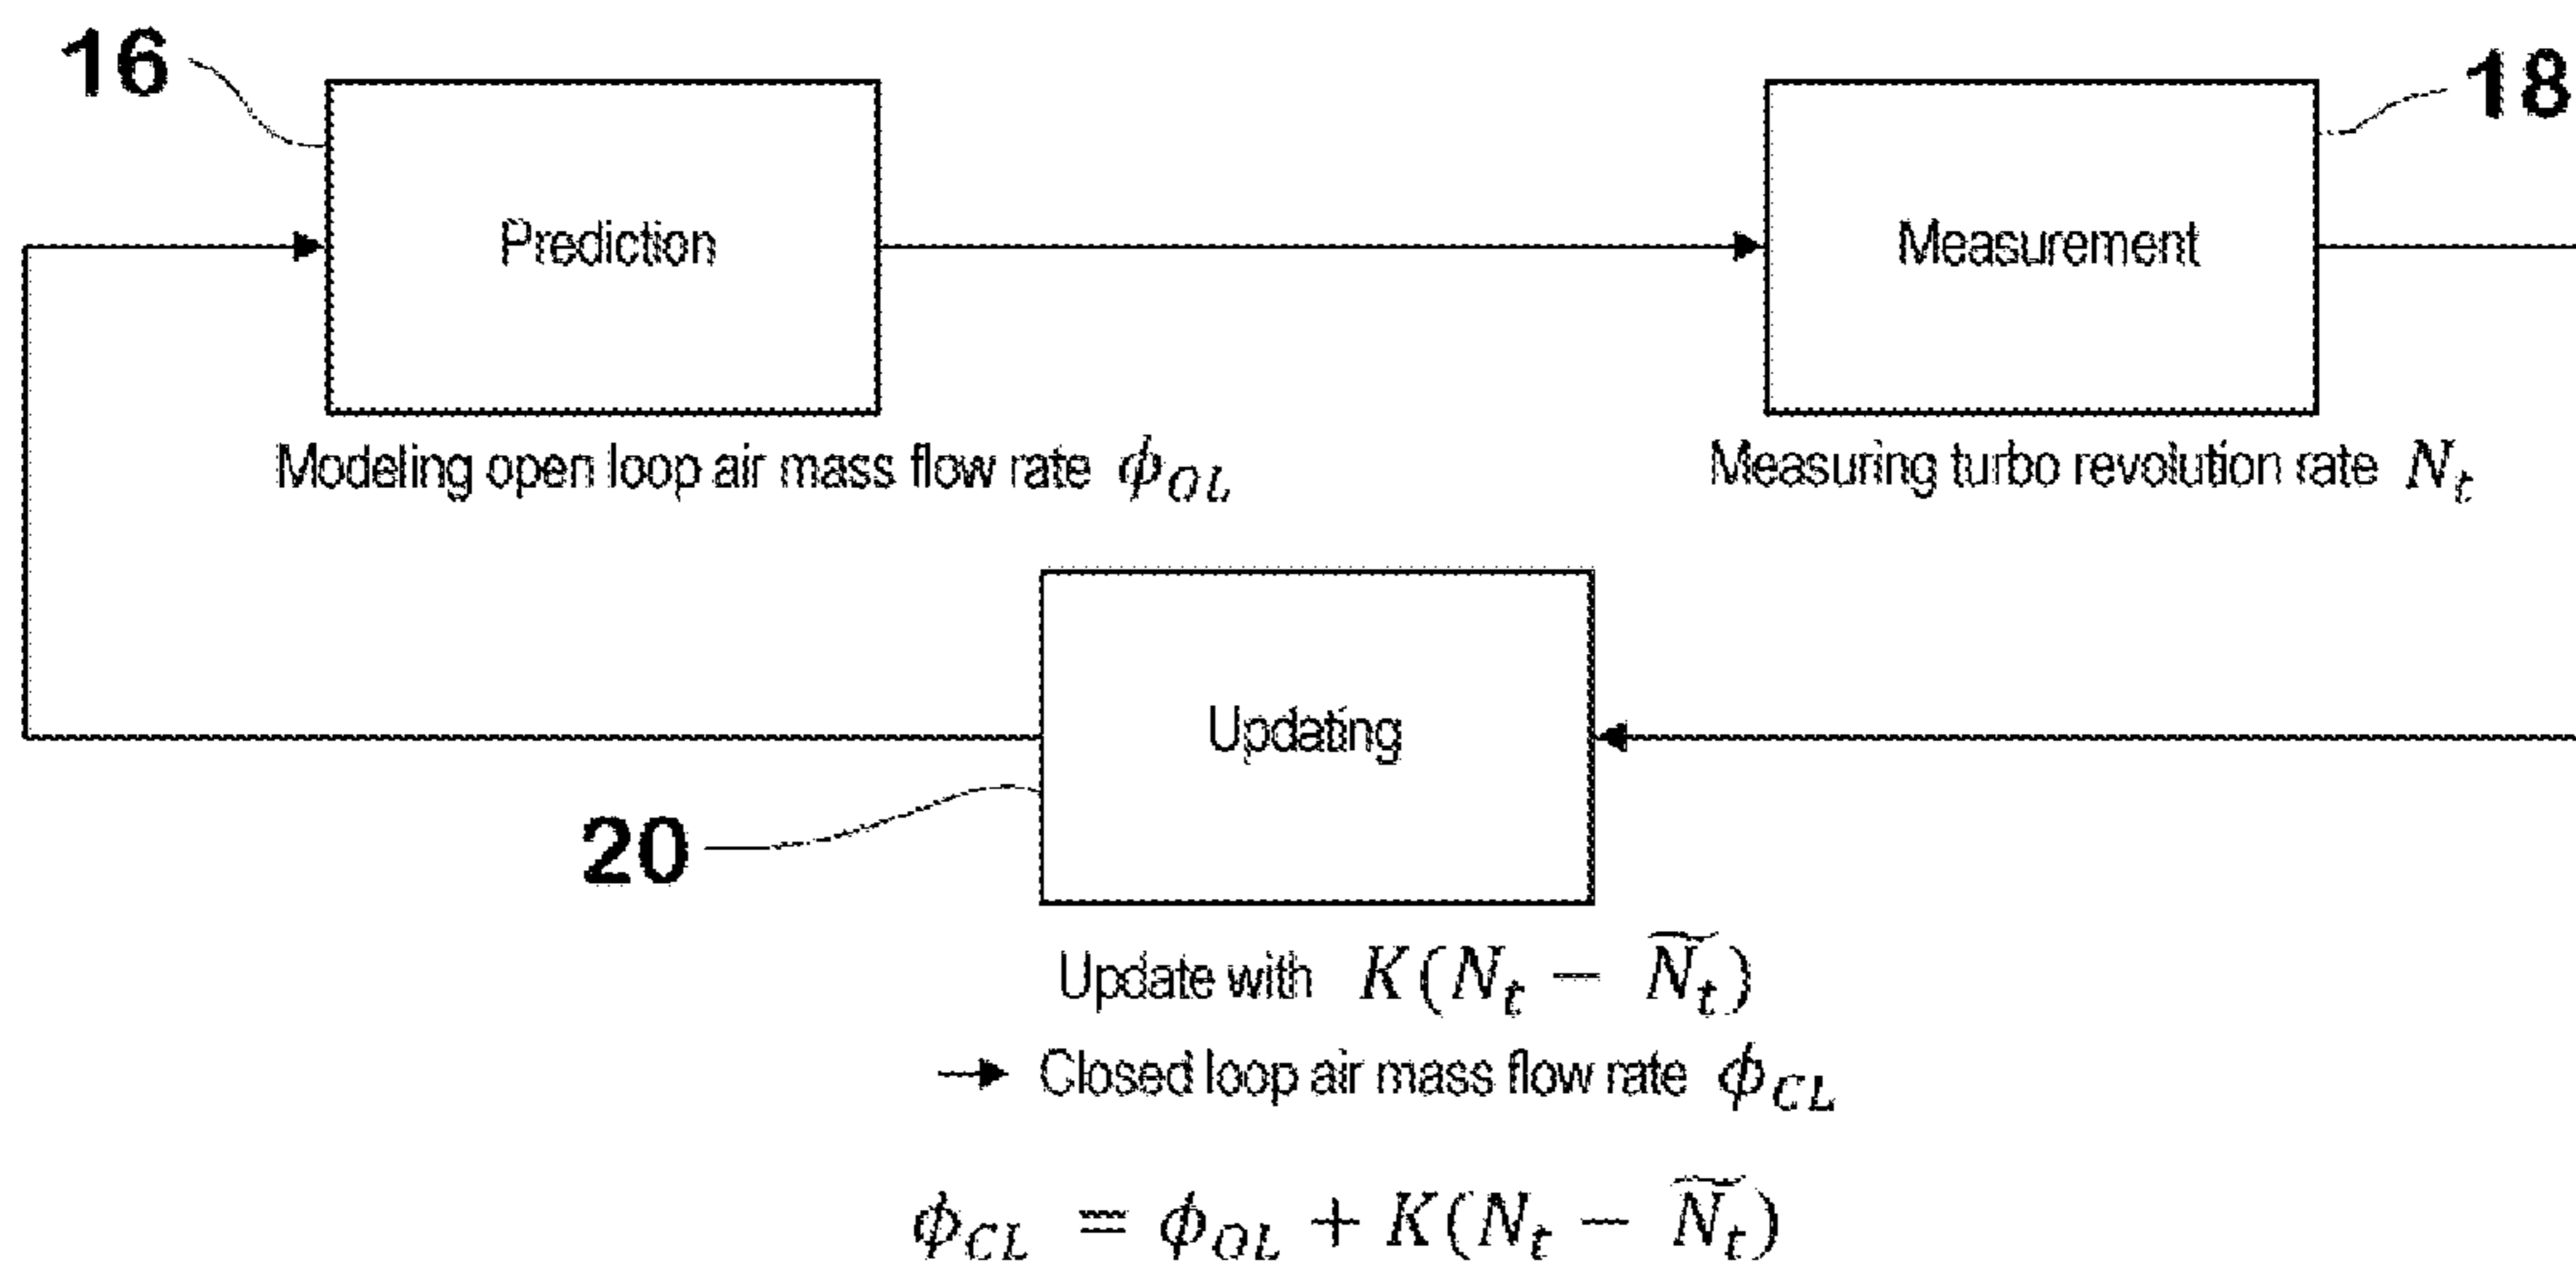 16
18
Prediction
Measurement
Modeling open loop air mass flow rate ϕ_OL
Measuring turbo revolution rate N_t
Updating
20
Update with K(N_t − Ñ_t)
→ Closed loop air mass flow rate ϕ_CL
ϕ_CL = ϕ_OL + K(N_t − Ñ_t)